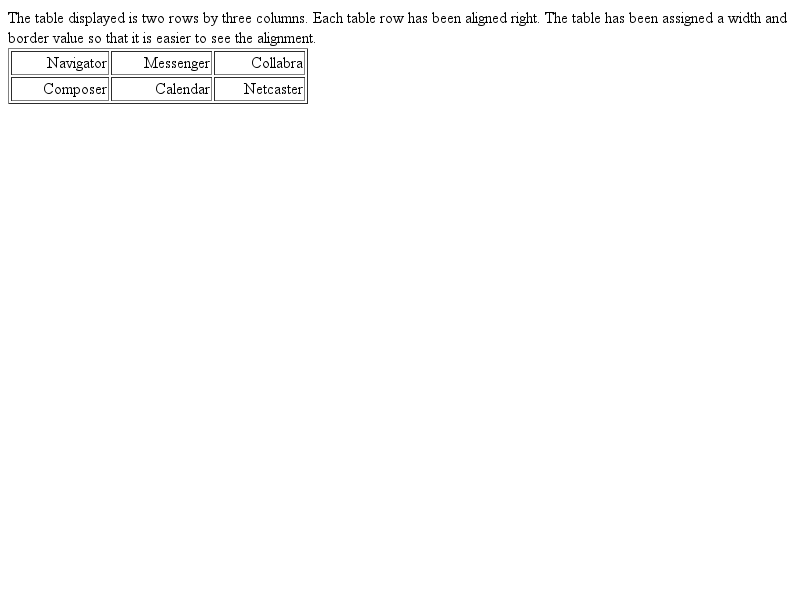 The table displayed is two rows by three columns. Each table row has been aligned right. The table has been assigned a width and
border value so that it is easier to see the alignment.
Navigator Messenger Collabra
Composer Calendar Netcaster